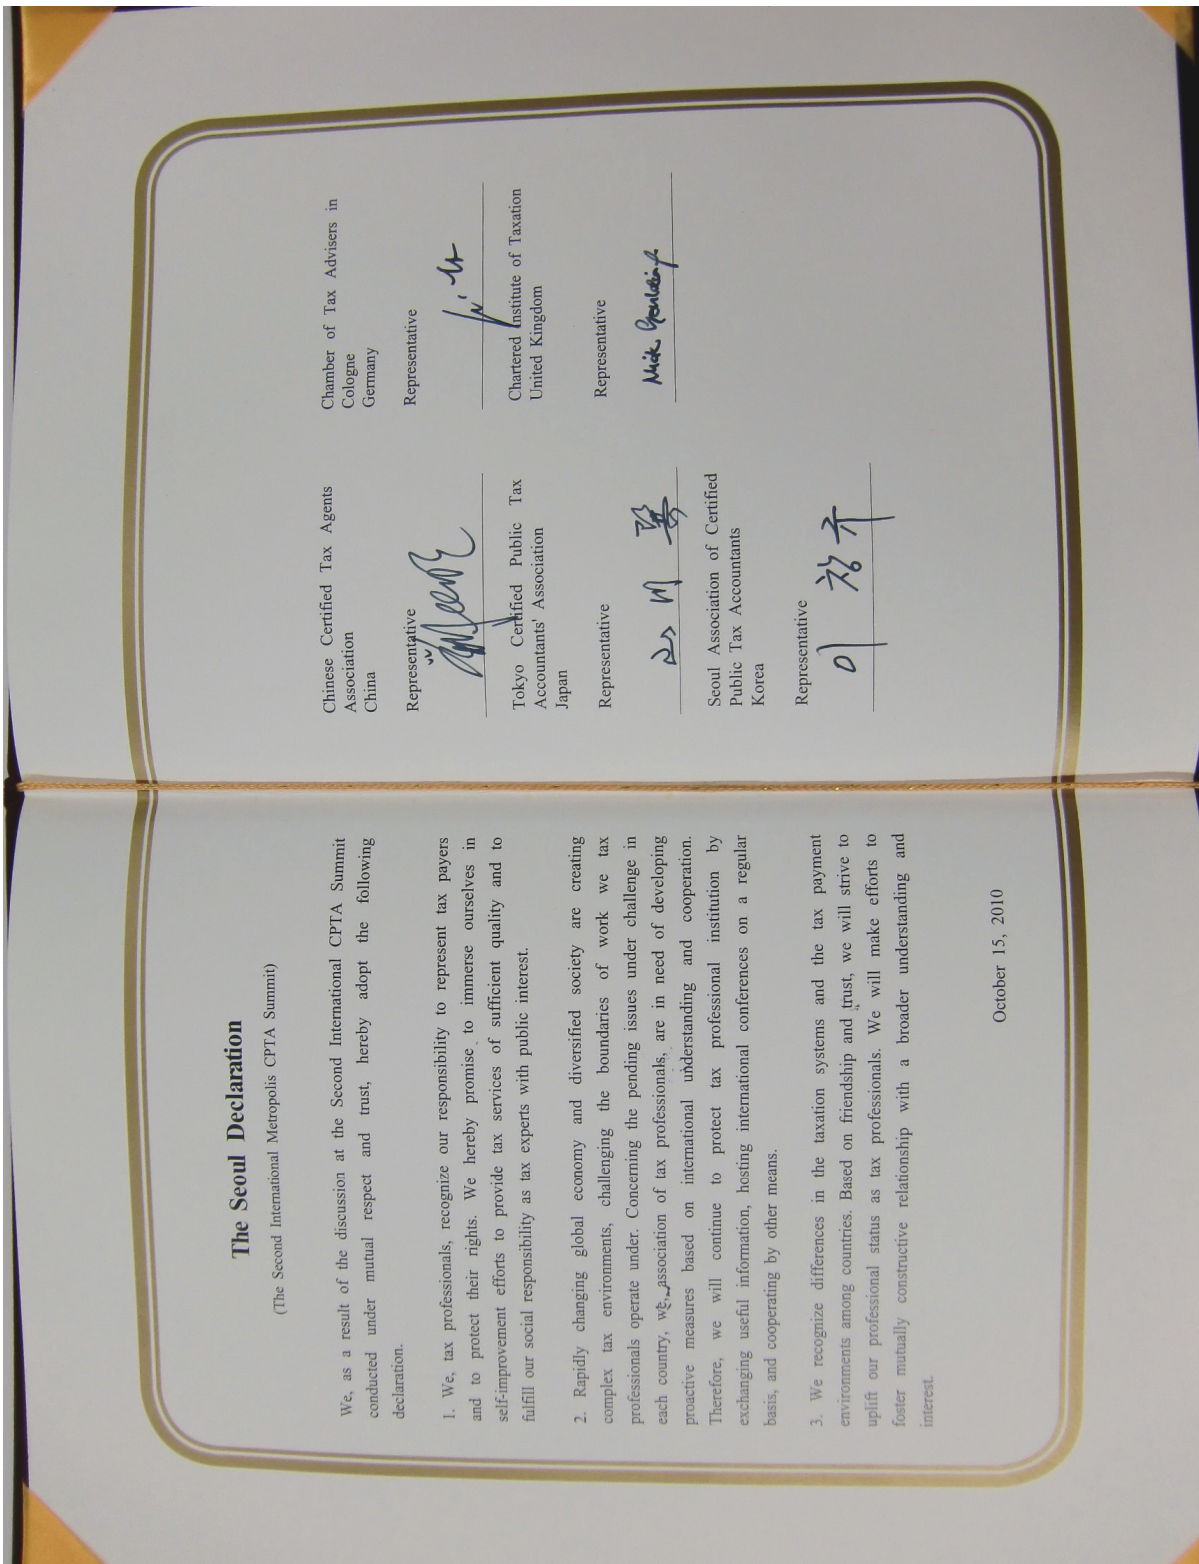 The Seoul Declaration
(The Second International Metropolis CPTA Summit)
We, as a result of the discussion at the Second International CPTA Summit
conducted under mutual respect and trust, hereby adopt the following
declaration.
1. We, tax professionals, recognize our responsibility to represent tax payers
and to protect their rights. We hereby promise to immerse ourselves in
self-improvement efforts to provide tax services of sufficient quality and to
fulfill our social responsibility as tax experts with public interest.
2. Rapidly changing global economy and diversified society are creating
complex tax environments, challenging the boundaries of work we tax
professionals operate under. Concerning the pending issues under challenge in
each country, we, association of tax professionals, are in need of developing
proactive measures based on international understanding and cooperation.
Therefore, we will continue to protect tax professional institution by
exchanging useful information, hosting international conferences on a regular
basis, and cooperating by other means.
3. We recognize differences in the taxation systems and the tax payment
environments among countries. Based on friendship and trust, we will strive to
uplift our professional status as tax professionals. We will make efforts to
foster mutually constructive relationship with a broader understanding and
interest.
October 15, 2010
Chinese Certified Tax Agents
Association
China
Representative
Tokyo Certified Public Tax
Accountants' Association
Japan
Representative
Seoul Association of Certified
Public Tax Accountants
Korea
Representative
이 창 규
Chamber of Tax Advisers in
Cologne
Germany
Representative
Chartered Institute of Taxation
United Kingdom
Representative
Nick